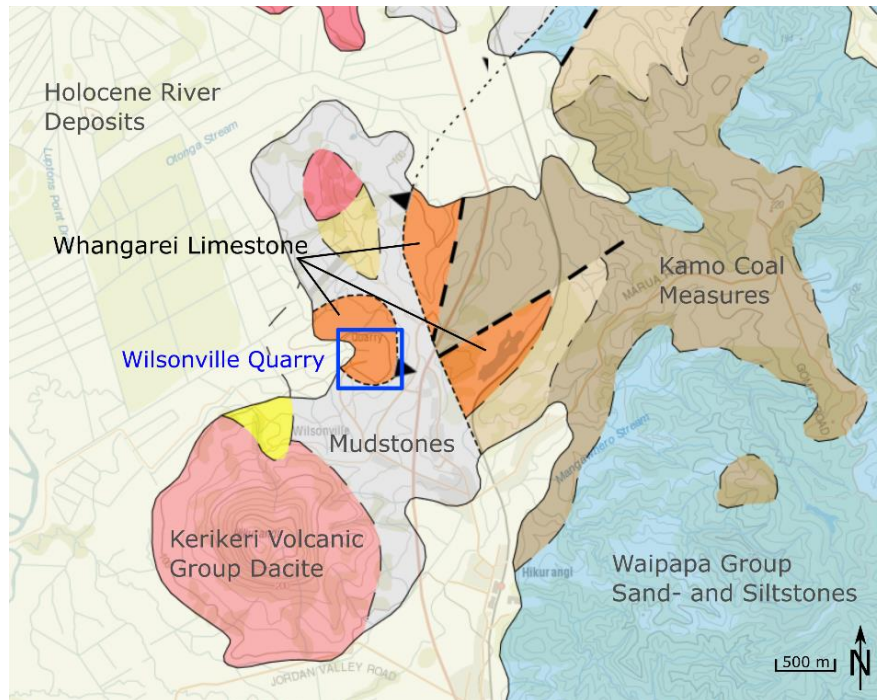 Holocene River
Deposits
Otonga Stream
Whangarei Limestone
Kamo Coal
Measures
Quarry
Wilsonville Quarry
Wilsonville
Mudstones
Kerikeri Volcanic
Group Dacite
Hikurangi
Waipapa Group
Sand- and Siltstones
JORDAN VALLEY ROAD
500 m
N